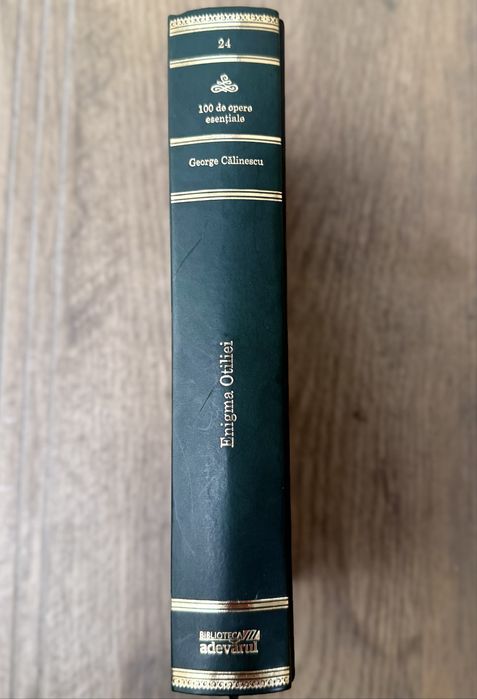 24
100 de opere
esențiale
George Călinescu
Enigma Otiliei
BIBLIOTECA
adevărul